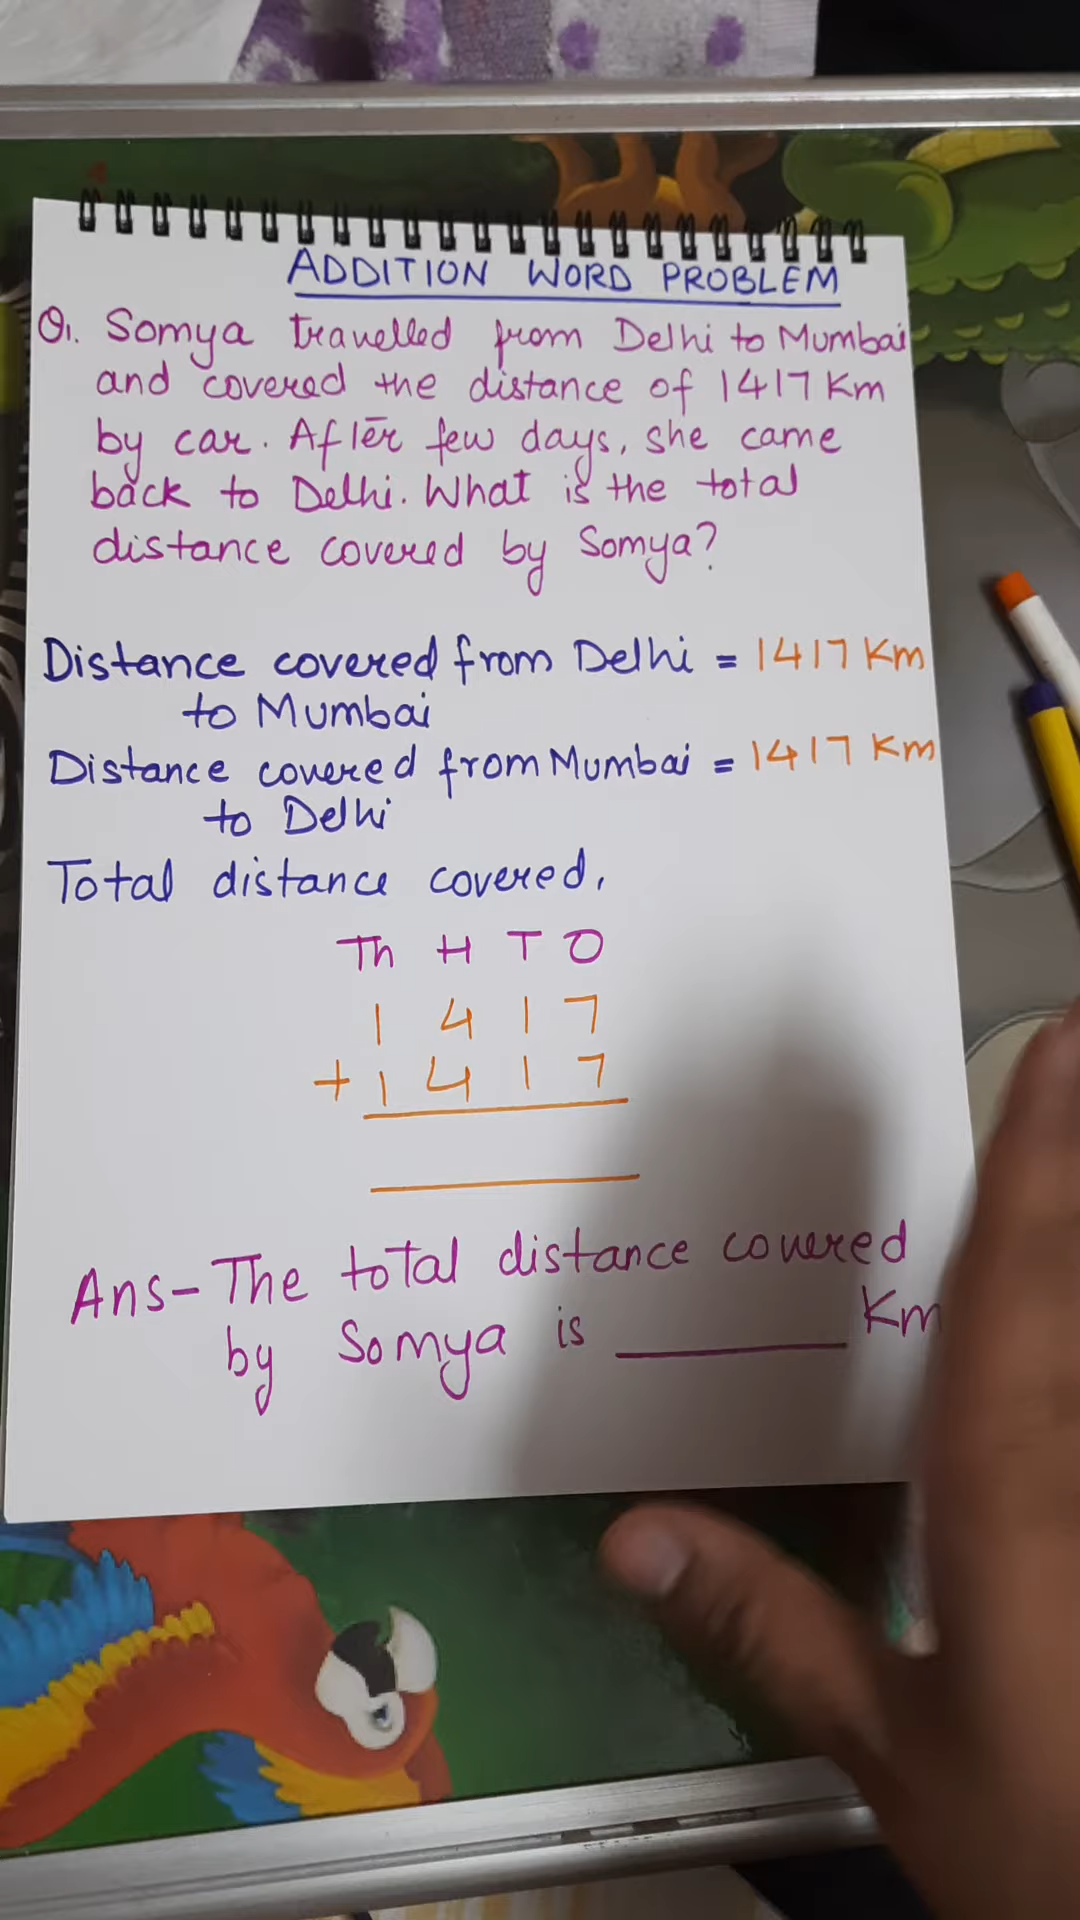 ADDITION WORD PROBLEM
Q1. Somya travelled from Delhi to Mumbai
and covered the distance of 1417 Km
by car. After few days, she came
back to Delhi. What is the total
distance covered by Somya?
Distance covered from Delhi = 1417 Km
to Mumbai
Distance covered from Mumbai = 1417 Km
to Delhi
Total distance covered,
Th H T O
1 4 1 7
+ 1 4 1 7
Ans- The total distance covered
by Somya is ______ Km